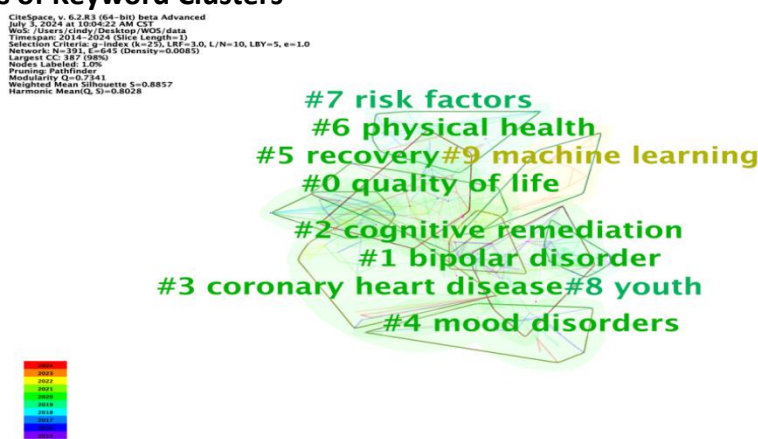 s of Keyword Clusters
CiteSpace, v. 6.2.R3 (64-bit) beta Advanced
July 3, 2024 at 10:04:22 AM CST
WoS: /Users/cindy/Desktop/WOS/data
Timespan: 2014-2024 (Slice Length=1)
Selection Criteria: g-index (k=25), LRF=3.0, L/N=10, LBY=5, e=1.0
Network: N=391, E=645 (Density=0.0085)
Largest CC: 387 (98%)
Nodes Labeled: 1.0%
Pruning: Pathfinder
Modularity Q=0.7341
Weighted Mean Silhouette S=0.8857
Harmonic Mean(Q, S)=0.8028
#7 risk factors
#6 physical health
#5 recovery #9 machine learning
#0 quality of life
#2 cognitive remediation
#1 bipolar disorder
#3 coronary heart disease #8 youth
#4 mood disorders
2023
2022
2021
2020
2019
2018
2017